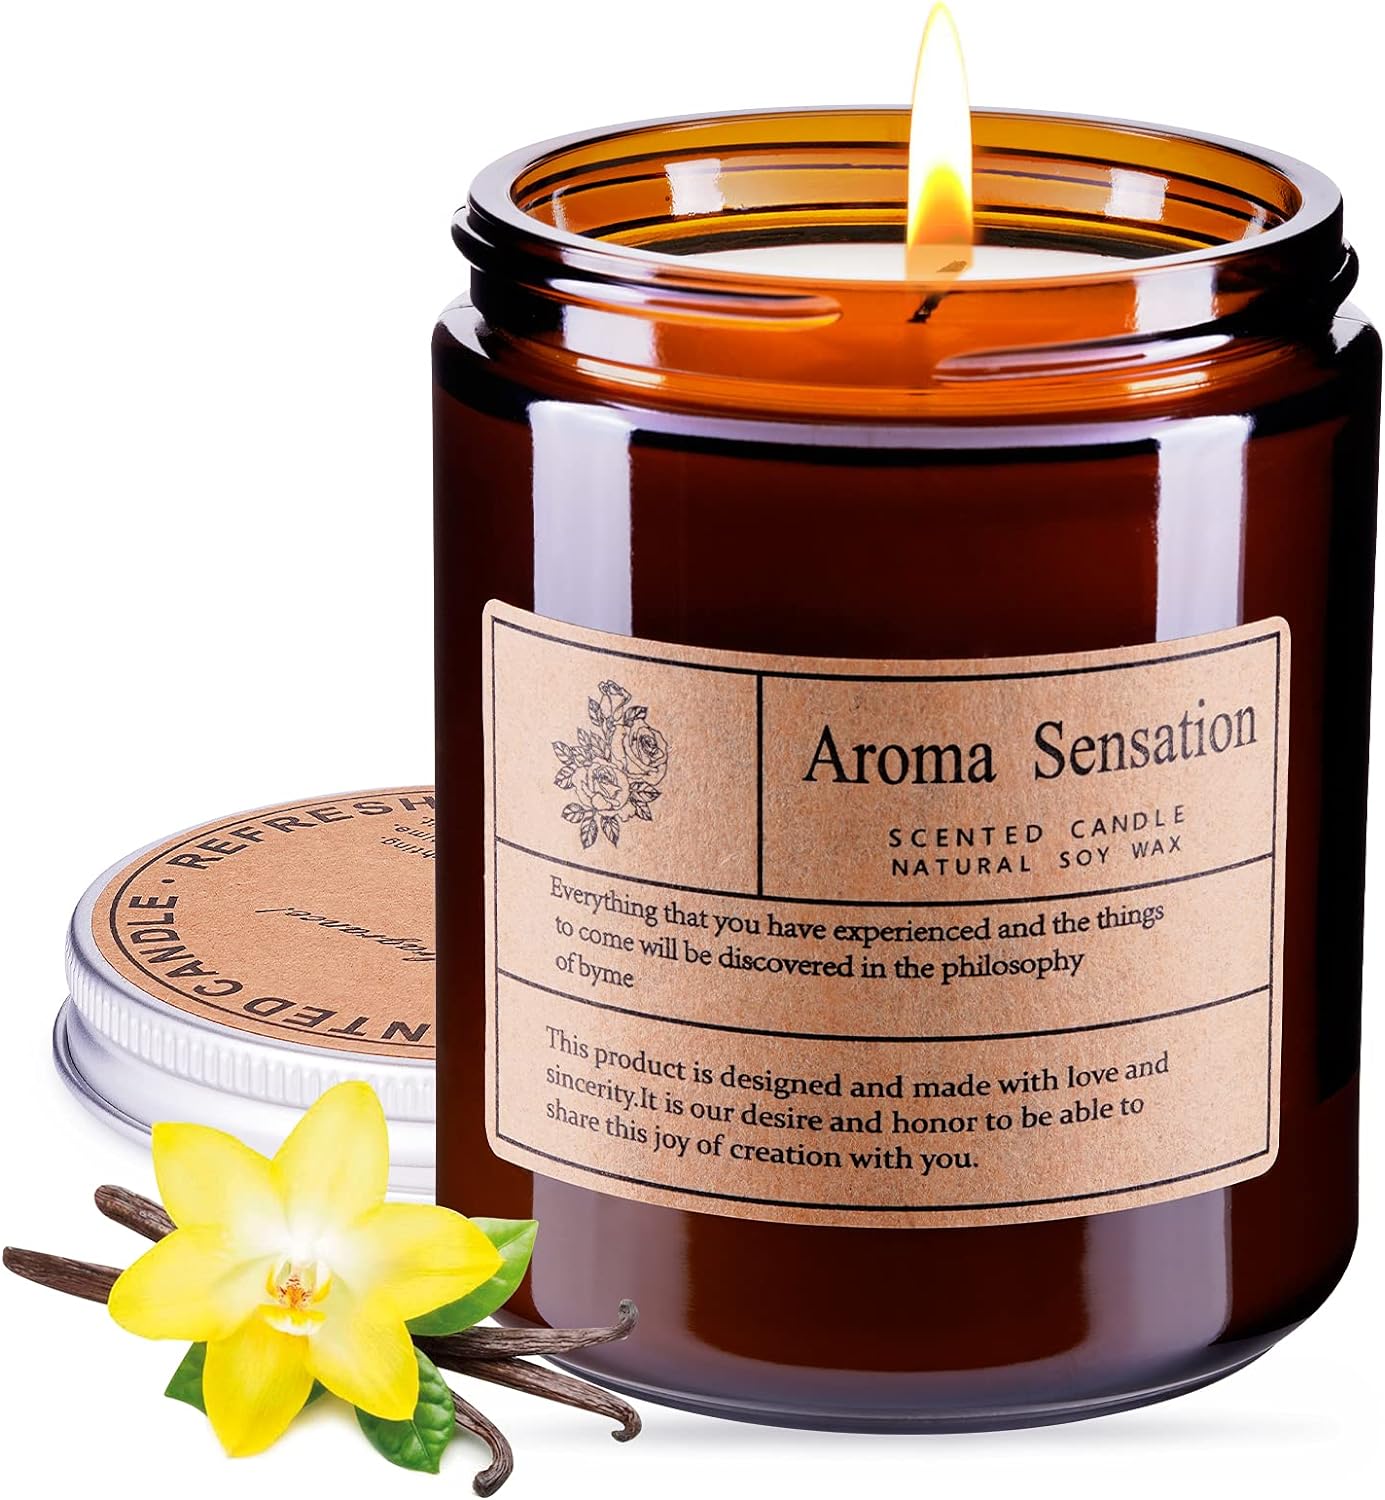 Aroma Sensation
SCENTED CANDLE
NATURAL SOY WAX
Everything that you have experienced and the things
to come will be discovered in the philosophy
of byme
This product is designed and made with love and
sincerity.It is our desire and honor to be able to
share this joy of creation with you.
CANDLE · REFRESH